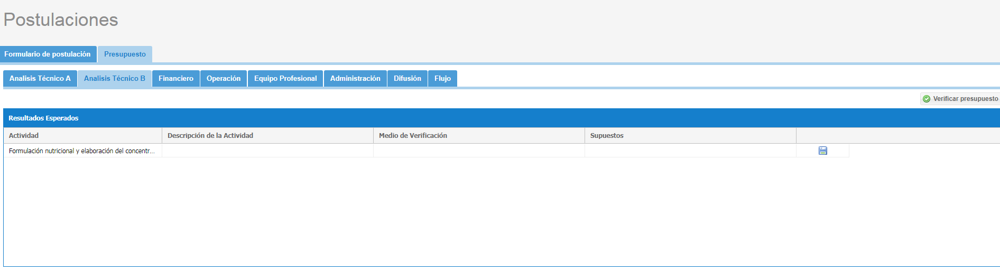 Postulaciones
Formulario de postulación Presupuesto
Analisis Técnico A Analisis Técnico B Financiero Operación Equipo Profesional Administración Difusión Flujo
Verificar presupuesto
Resultados Esperados
Actividad Descripción de la Actividad Medio de Verificación Supuestos
Formulación nutricional y elaboración del concentr...